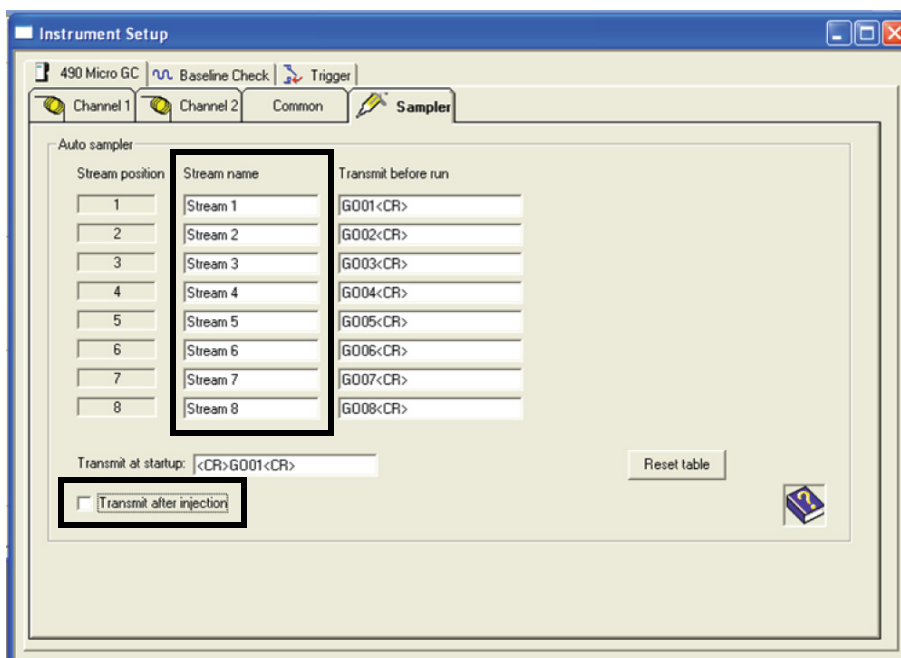 Instrument Setup
490 Micro GC Baseline Check Trigger
Channel 1 Channel 2 Common Sampler
Auto sampler
Stream position Stream name Transmit before run
1 Stream 1 GO01<CR>
2 Stream 2 GO02<CR>
3 Stream 3 GO03<CR>
4 Stream 4 GO04<CR>
5 Stream 5 GO05<CR>
6 Stream 6 GO06<CR>
7 Stream 7 GO07<CR>
8 Stream 8 GO08<CR>
Transmit at startup: <CR>GO01<CR> Reset table
Transmit after injection